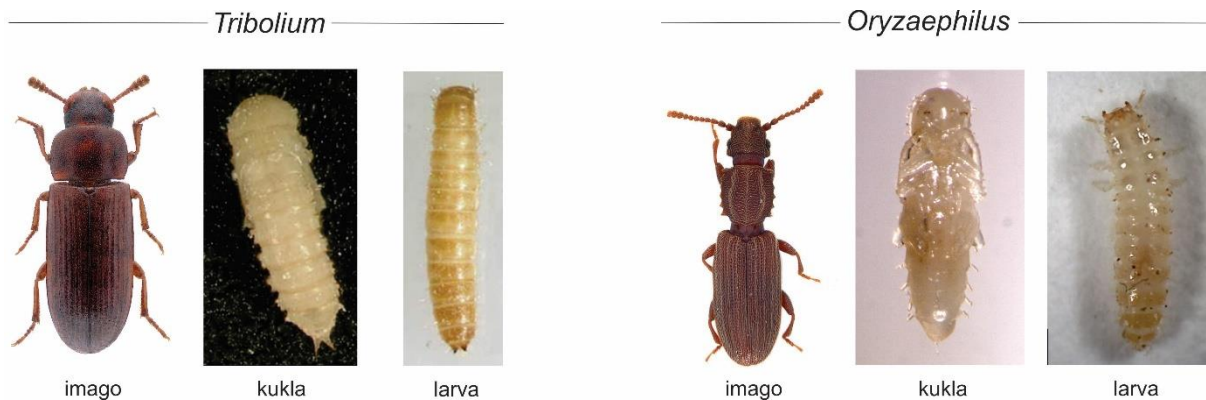 Tribolium
Oryzaephilus
imago
kukla
larva
imago
kukla
larva